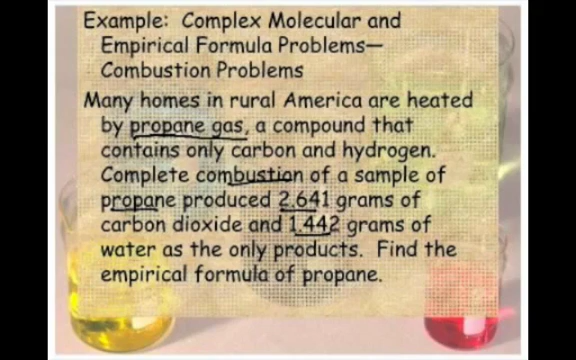 Example: Complex Molecular and
Empirical Formula Problems—
Combustion Problems
Many homes in rural America are heated
by propane gas, a compound that
contains only carbon and hydrogen.
Complete combustion of a sample of
propane produced 2.641 grams of
carbon dioxide and 1.442 grams of
water as the only products. Find the
empirical formula of propane.